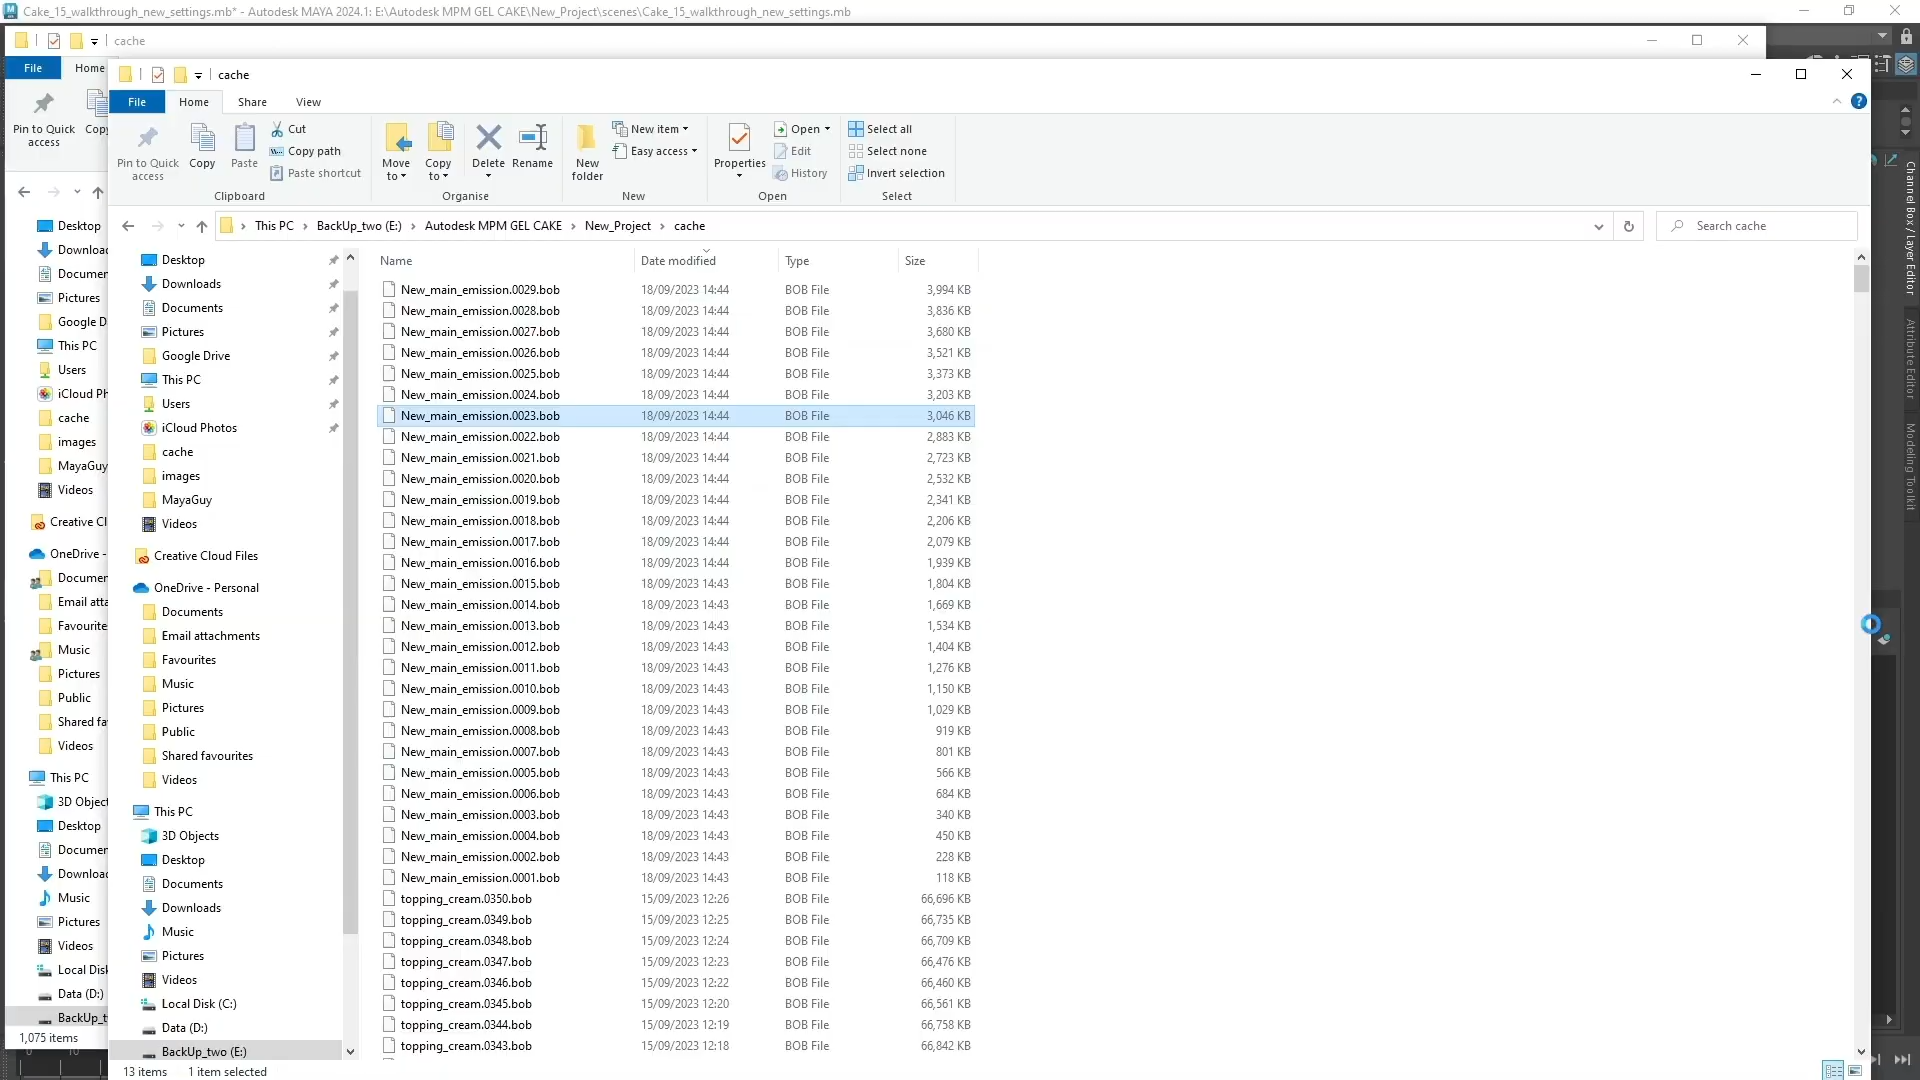 Cake_15_walkthrough_new_settings.mb* - Autodesk MAYA 2024.1: E:\Autodesk MPM GEL CAKE\New_Project\scenes\Cake_15_walkthrough_new_settings.mb
cache
File
Home
Pin to Quick
access
Copy
Desktop
Downloac
Documer
Pictures
Google D
This PC
Users
iCloud Ph
cache
images
MayaGuy
Videos
Creative Cl
OneDrive -
Documer
Email atta
Favourite
Music
Pictures
Public
Shared fa
Videos
This PC
3D Object
Desktop
Documer
Downloac
Music
Pictures
Videos
Local Disk
Data (D:)
BackUp_t
1,075 items
0 10
cache
File Home Share View
Pin to Quick
access
Copy
Paste
Cut
Copy path
Paste shortcut
Clipboard
Move
to
Copy
to
Delete
Rename
Organise
New
folder
New item
Easy access
New
Properties
Open
Edit
History
Open
Select all
Select none
Invert selection
Select
This PC > BackUp_two (E:) > Autodesk MPM GEL CAKE > New_Project > cache
Search cache
Desktop
Downloads
Documents
Pictures
Google Drive
This PC
Users
iCloud Photos
cache
images
MayaGuy
Videos
Creative Cloud Files
OneDrive - Personal
Documents
Email attachments
Favourites
Music
Pictures
Public
Shared favourites
Videos
This PC
3D Objects
Desktop
Documents
Downloads
Music
Pictures
Videos
Local Disk (C:)
Data (D:)
BackUp_two (E:)
Name Date modified Type Size
New_main_emission.0029.bob 18/09/2023 14:44 BOB File 3,994 KB
New_main_emission.0028.bob 18/09/2023 14:44 BOB File 3,836 KB
New_main_emission.0027.bob 18/09/2023 14:44 BOB File 3,680 KB
New_main_emission.0026.bob 18/09/2023 14:44 BOB File 3,521 KB
New_main_emission.0025.bob 18/09/2023 14:44 BOB File 3,373 KB
New_main_emission.0024.bob 18/09/2023 14:44 BOB File 3,203 KB
New_main_emission.0023.bob 18/09/2023 14:44 BOB File 3,046 KB
New_main_emission.0022.bob 18/09/2023 14:44 BOB File 2,883 KB
New_main_emission.0021.bob 18/09/2023 14:44 BOB File 2,723 KB
New_main_emission.0020.bob 18/09/2023 14:44 BOB File 2,532 KB
New_main_emission.0019.bob 18/09/2023 14:44 BOB File 2,341 KB
New_main_emission.0018.bob 18/09/2023 14:44 BOB File 2,206 KB
New_main_emission.0017.bob 18/09/2023 14:44 BOB File 2,079 KB
New_main_emission.0016.bob 18/09/2023 14:44 BOB File 1,939 KB
New_main_emission.0015.bob 18/09/2023 14:43 BOB File 1,804 KB
New_main_emission.0014.bob 18/09/2023 14:43 BOB File 1,669 KB
New_main_emission.0013.bob 18/09/2023 14:43 BOB File 1,534 KB
New_main_emission.0012.bob 18/09/2023 14:43 BOB File 1,404 KB
New_main_emission.0011.bob 18/09/2023 14:43 BOB File 1,276 KB
New_main_emission.0010.bob 18/09/2023 14:43 BOB File 1,150 KB
New_main_emission.0009.bob 18/09/2023 14:43 BOB File 1,029 KB
New_main_emission.0008.bob 18/09/2023 14:43 BOB File 919 KB
New_main_emission.0007.bob 18/09/2023 14:43 BOB File 801 KB
New_main_emission.0005.bob 18/09/2023 14:43 BOB File 566 KB
New_main_emission.0006.bob 18/09/2023 14:43 BOB File 684 KB
New_main_emission.0003.bob 18/09/2023 14:43 BOB File 340 KB
New_main_emission.0004.bob 18/09/2023 14:43 BOB File 450 KB
New_main_emission.0002.bob 18/09/2023 14:43 BOB File 228 KB
New_main_emission.0001.bob 18/09/2023 14:43 BOB File 118 KB
topping_cream.0350.bob 15/09/2023 12:26 BOB File 66,696 KB
topping_cream.0349.bob 15/09/2023 12:25 BOB File 66,735 KB
topping_cream.0348.bob 15/09/2023 12:24 BOB File 66,709 KB
topping_cream.0347.bob 15/09/2023 12:23 BOB File 66,476 KB
topping_cream.0346.bob 15/09/2023 12:22 BOB File 66,460 KB
topping_cream.0345.bob 15/09/2023 12:20 BOB File 66,561 KB
topping_cream.0344.bob 15/09/2023 12:19 BOB File 66,758 KB
topping_cream.0343.bob 15/09/2023 12:18 BOB File 66,842 KB
13 items 1 item selected
Channel Box / Layer Editor
Attribute Editor
Modeling Toolkit